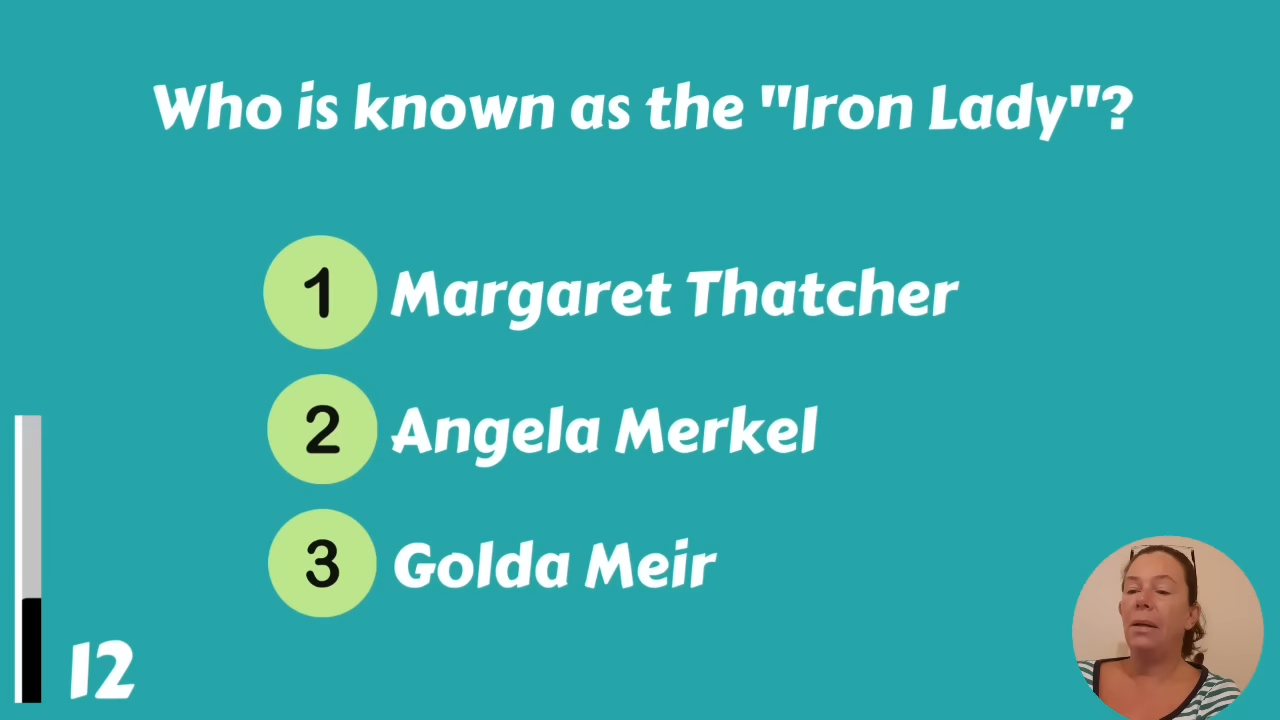 Who is known as the "Iron Lady"?
1 Margaret Thatcher
2 Angela Merkel
3 Golda Meir
12